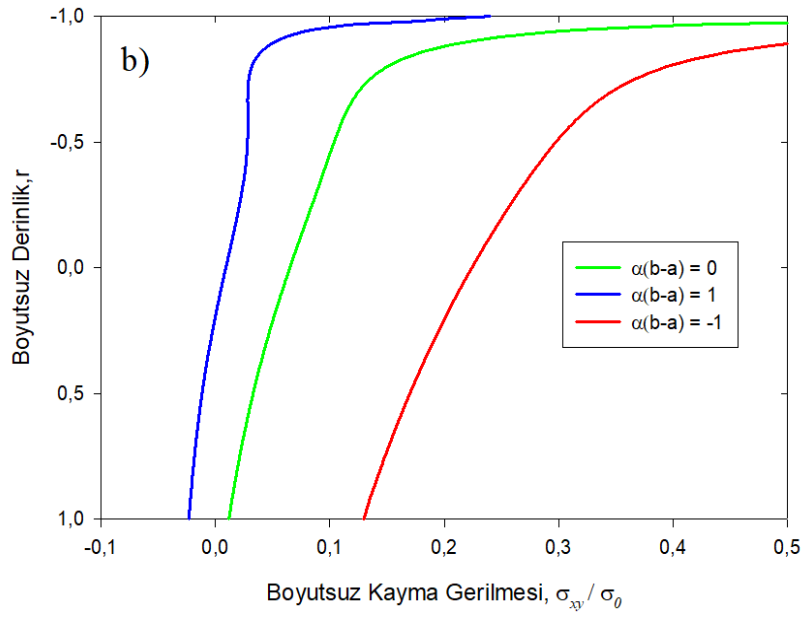 b)
-1,0
-0,5
0,0
0,5
1,0
Boyutsuz Derinlik,r
α(b-a) = 0
α(b-a) = 1
α(b-a) = -1
-0,1 0,0 0,1 0,2 0,3 0,4 0,5
Boyutsuz Kayma Gerilmesi, σxy / σ0